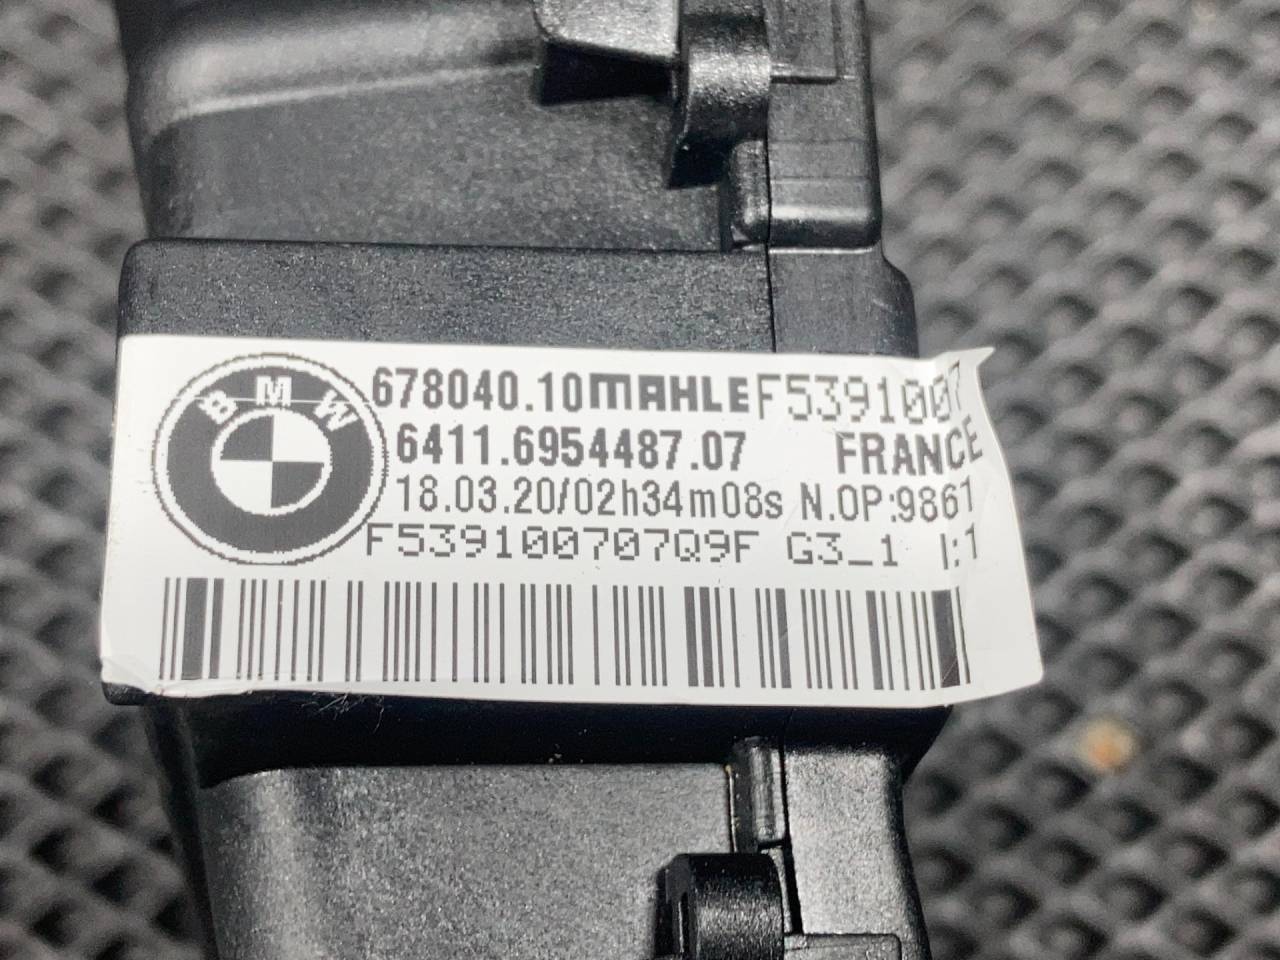 BMW
678040.10 MAHLE F5391007
6411.6954487.07 FRANCE
18.03.20/02h34m08s N.OP:9861
F539100707Q9F G3_1 I:1